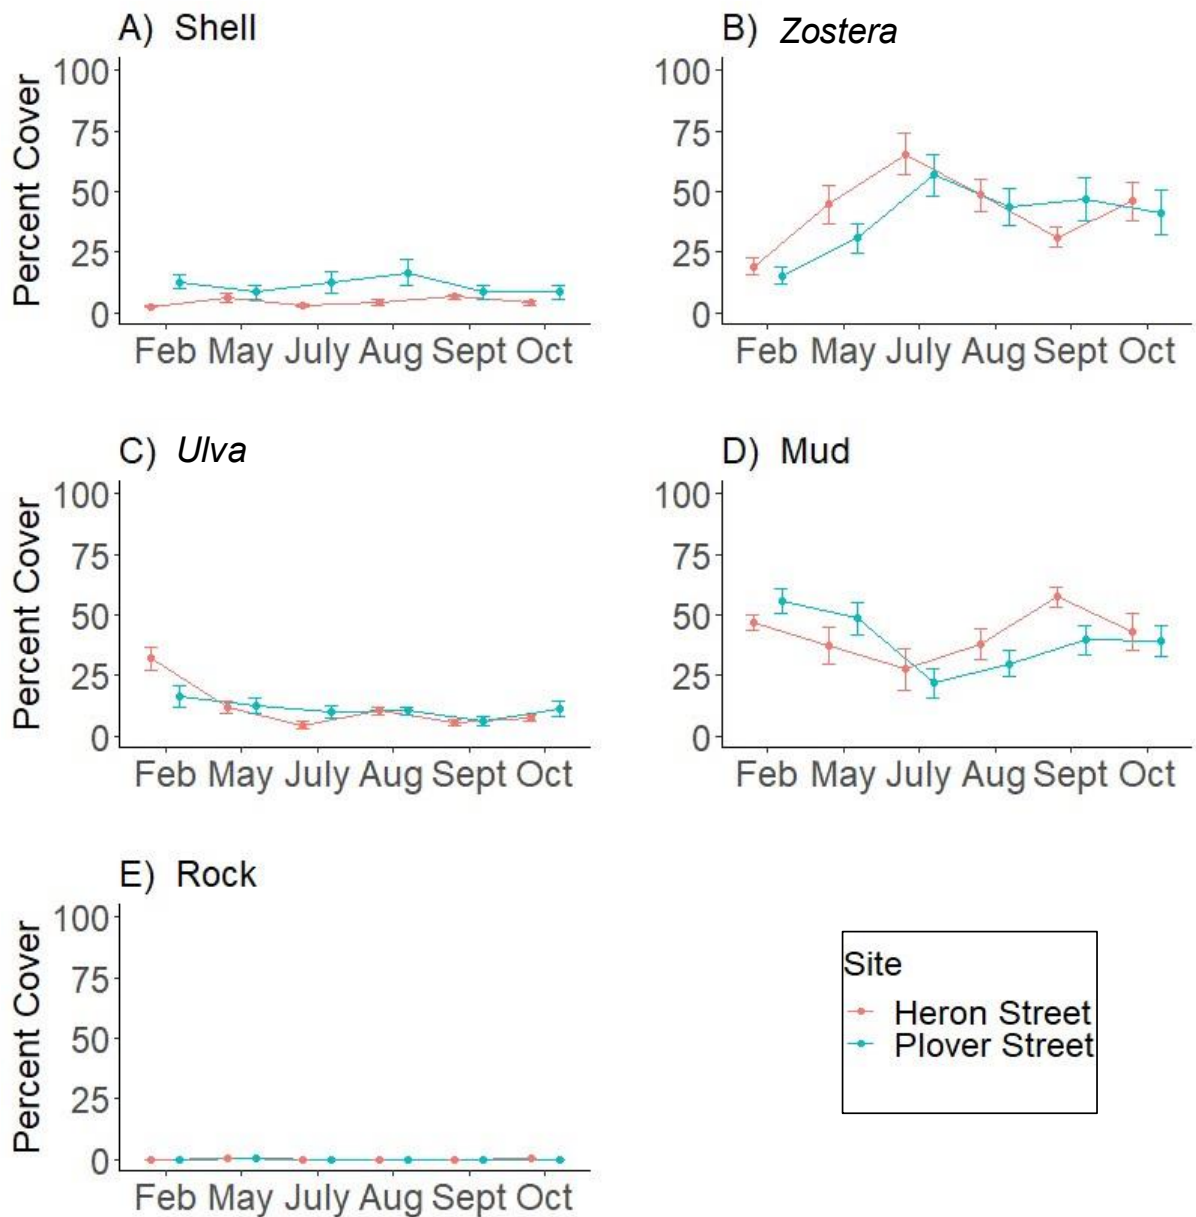 A) Shell
B) Zostera
Percent Cover
100
75
50
25
0
Feb May July Aug Sept Oct
100
75
50
25
0
Feb May July Aug Sept Oct
C) Ulva
D) Mud
Percent Cover
100
75
50
25
0
Feb May July Aug Sept Oct
100
75
50
25
0
Feb May July Aug Sept Oct
E) Rock
Percent Cover
100
75
50
25
0
Feb May July Aug Sept Oct
Site
Heron Street
Plover Street